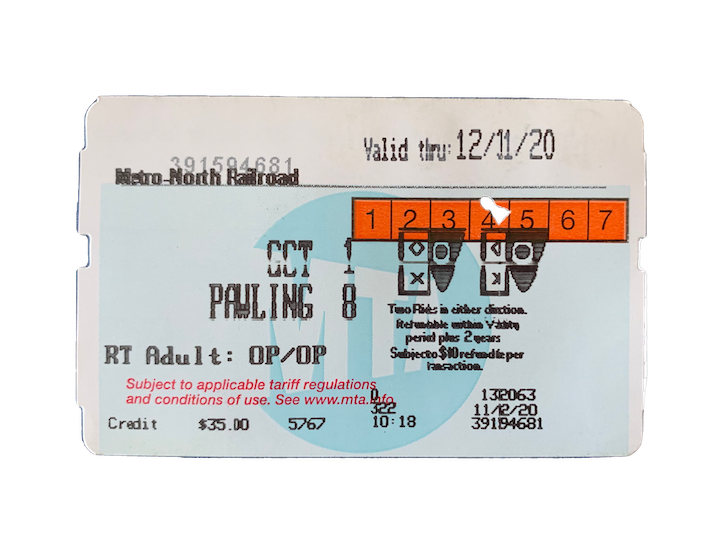 Valid thru: 12/11/20
391594681
Metro-North Railroad
1 2 3 4 5 6 7
GCT 1
PAWLING 8
MTA
Two Rides in either direction.
Refundable within Validity
period plus 2 years
Subject to $10 refund fee per
transaction.
RT Adult: OP/OP
Subject to applicable tariff regulations
and conditions of use. See www.mta.info
D 132063
322 11/12/20
Credit $35.00 5767 10:18 391594681